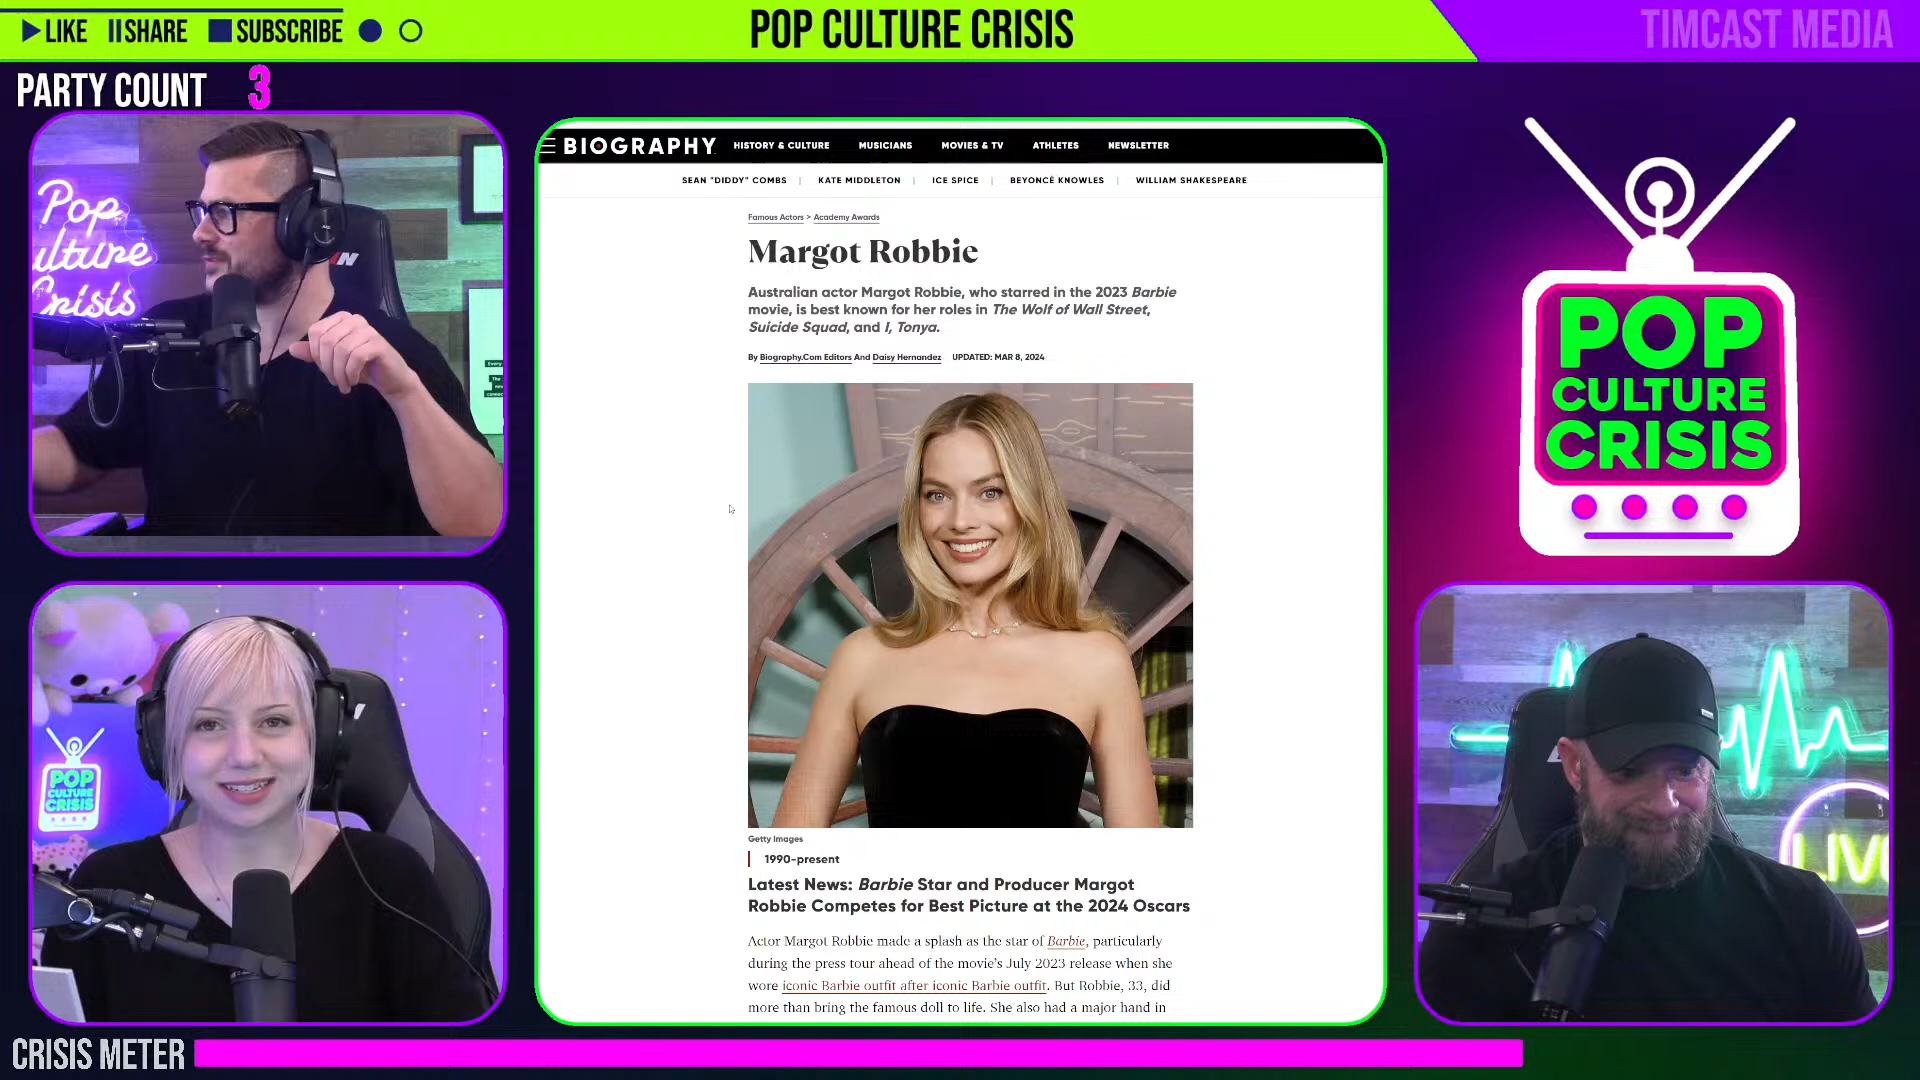 LIKE SHARE SUBSCRIBE
POP CULTURE CRISIS
TIMCAST MEDIA
PARTY COUNT 3
Pop
ulture
Crisis
BIOGRAPHY HISTORY & CULTURE MUSICIANS MOVIES & TV ATHLETES NEWSLETTER
SEAN "DIDDY" COMBS | KATE MIDDLETON | ICE SPICE | BEYONCÉ KNOWLES | WILLIAM SHAKESPEARE
Famous Actors > Academy Awards
Margot Robbie
Australian actor Margot Robbie, who starred in the 2023 Barbie
movie, is best known for her roles in The Wolf of Wall Street,
Suicide Squad, and I, Tonya.
By Biography.Com Editors And Daisy Hernandez UPDATED: MAR 8, 2024
Getty Images
1990-present
Latest News: Barbie Star and Producer Margot
Robbie Competes for Best Picture at the 2024 Oscars
Actor Margot Robbie made a splash as the star of Barbie, particularly
during the press tour ahead of the movie's July 2023 release when she
wore iconic Barbie outfit after iconic Barbie outfit. But Robbie, 33, did
more than bring the famous doll to life. She also had a major hand in
POP
CULTURE
CRISIS
POP
CULTURE
CRISIS
LIVE
CRISIS METER